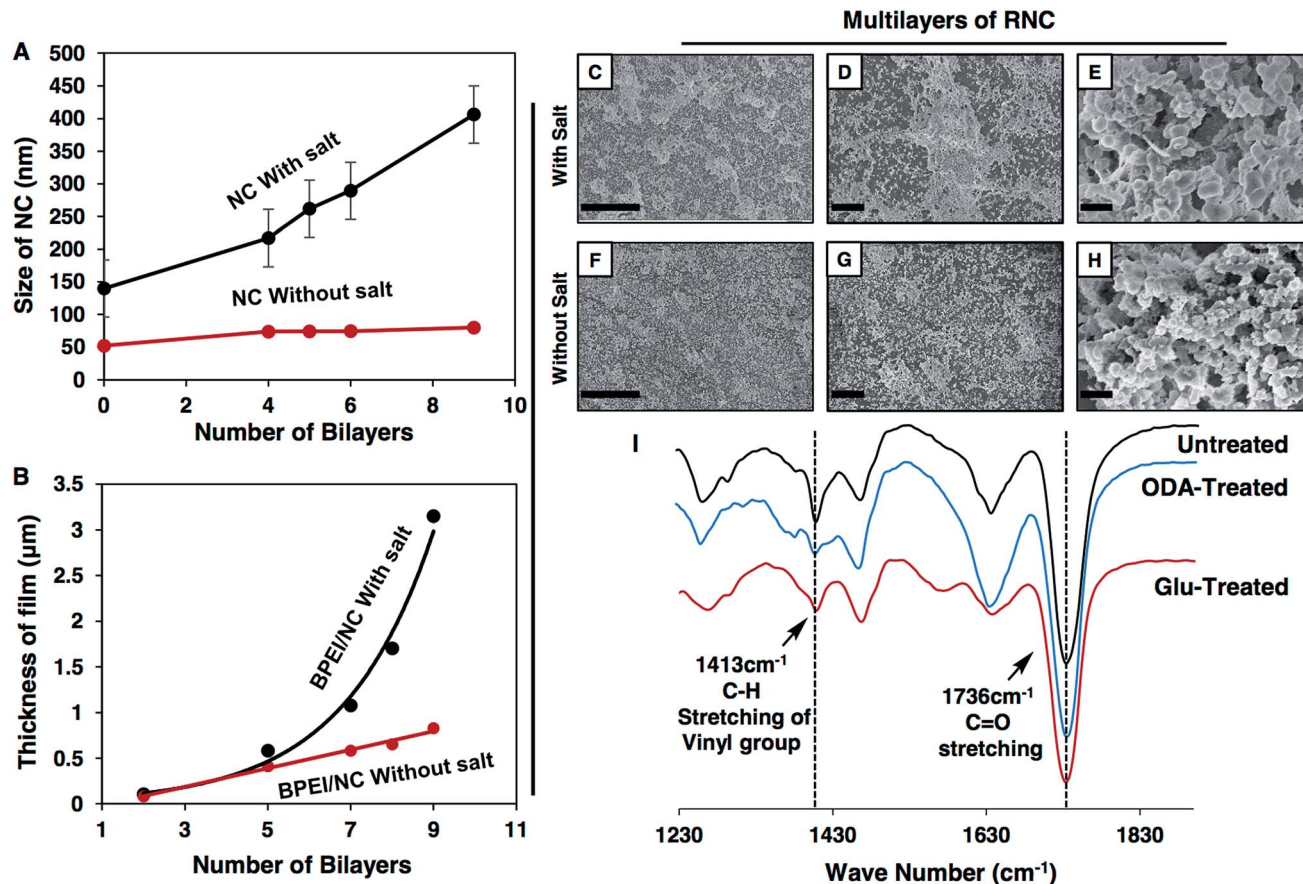 A
500
450
400
350
300
250
200
150
100
50
0
Size of NC (nm)
NC With salt
NC Without salt
0 2 4 6 8 10
Number of Bilayers
B
3.5
3
2.5
2
1.5
1
0.5
0
Thickness of film (µm)
BPEI/NC With salt
BPEI/NC Without salt
1 3 5 7 9 11
Number of Bilayers
Multilayers of RNC
With Salt
C
D
E
Without Salt
F
G
H
I
Untreated
ODA-Treated
Glu-Treated
1413cm-1
C-H
Stretching of
Vinyl group
1736cm-1
C=O
stretching
1230 1430 1630 1830
Wave Number (cm-1)